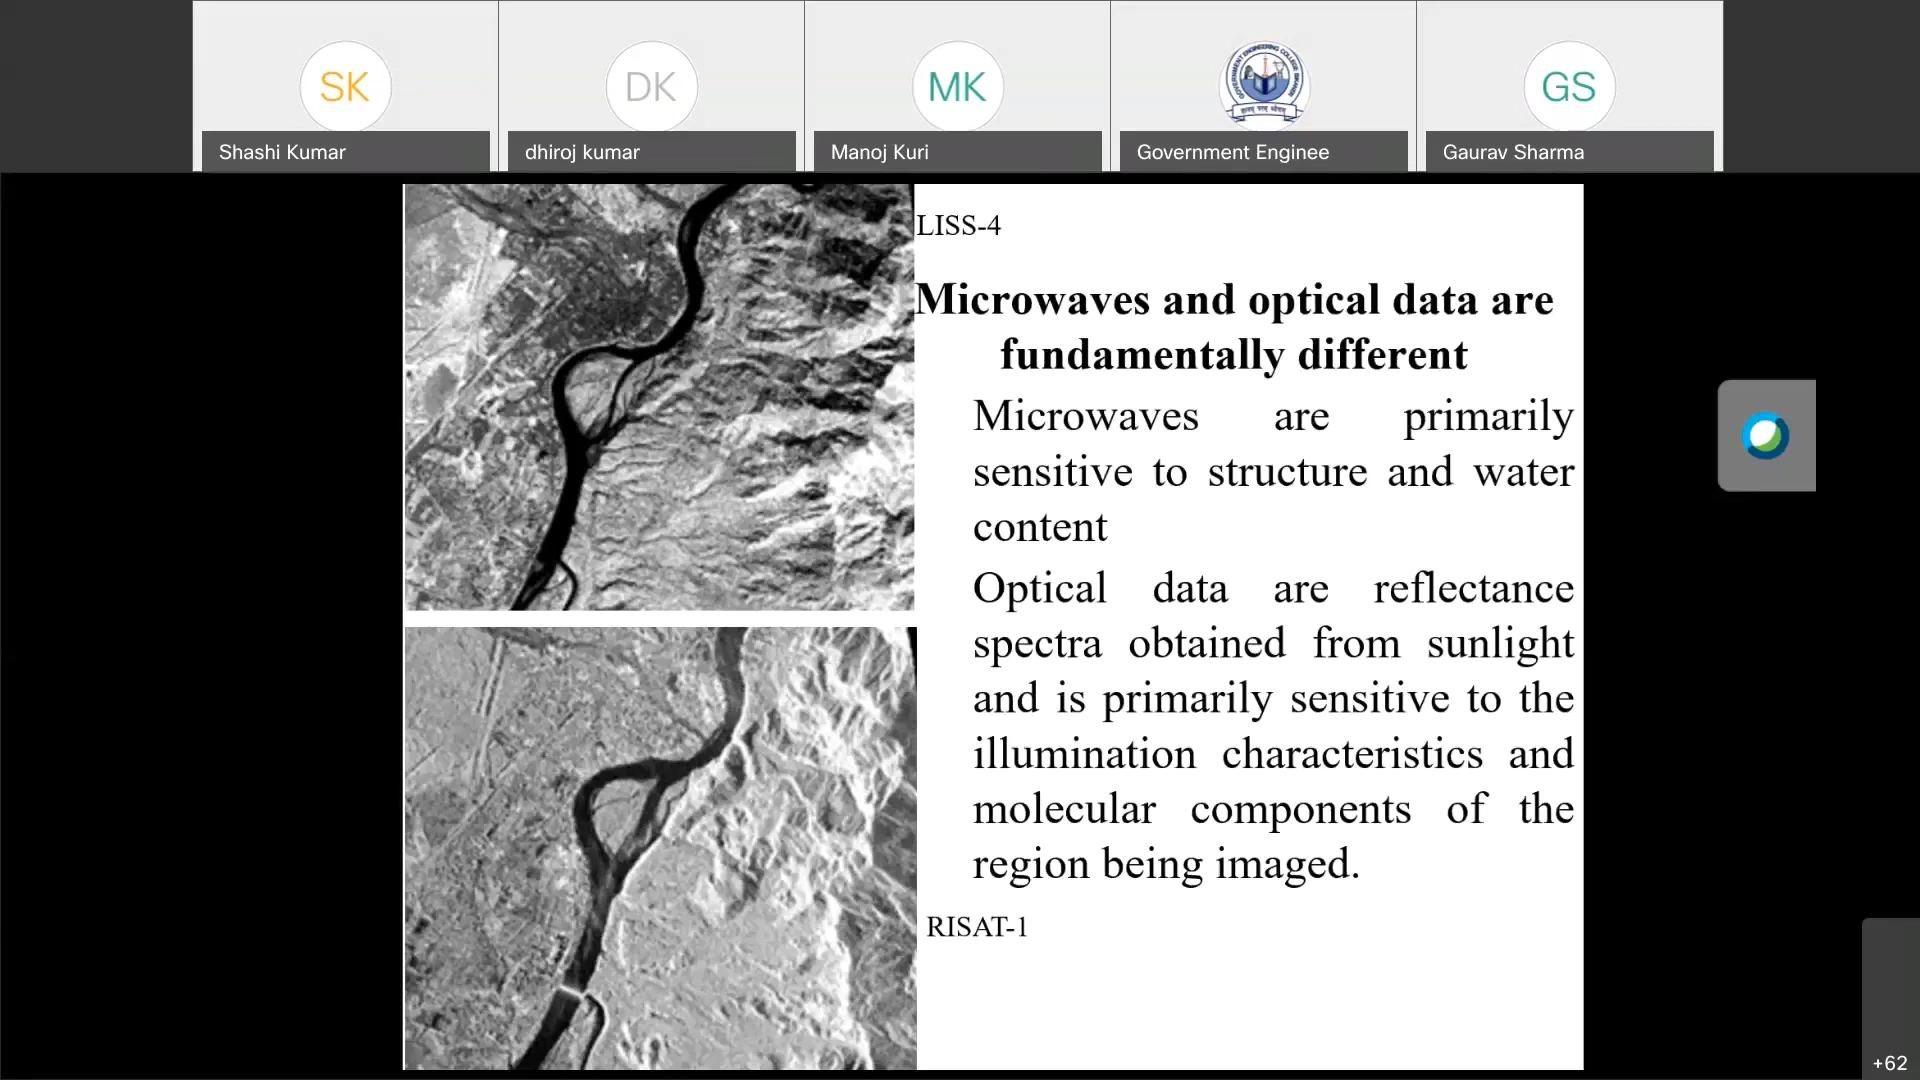 SK
DK
MK
GS
Shashi Kumar
dhiroj kumar
Manoj Kuri
Government Enginee
Gaurav Sharma
LISS-4
Microwaves and optical data are
fundamentally different
Microwaves are primarily
sensitive to structure and water
content
Optical data are reflectance
spectra obtained from sunlight
and is primarily sensitive to the
illumination characteristics and
molecular components of the
region being imaged.
RISAT-1
+62